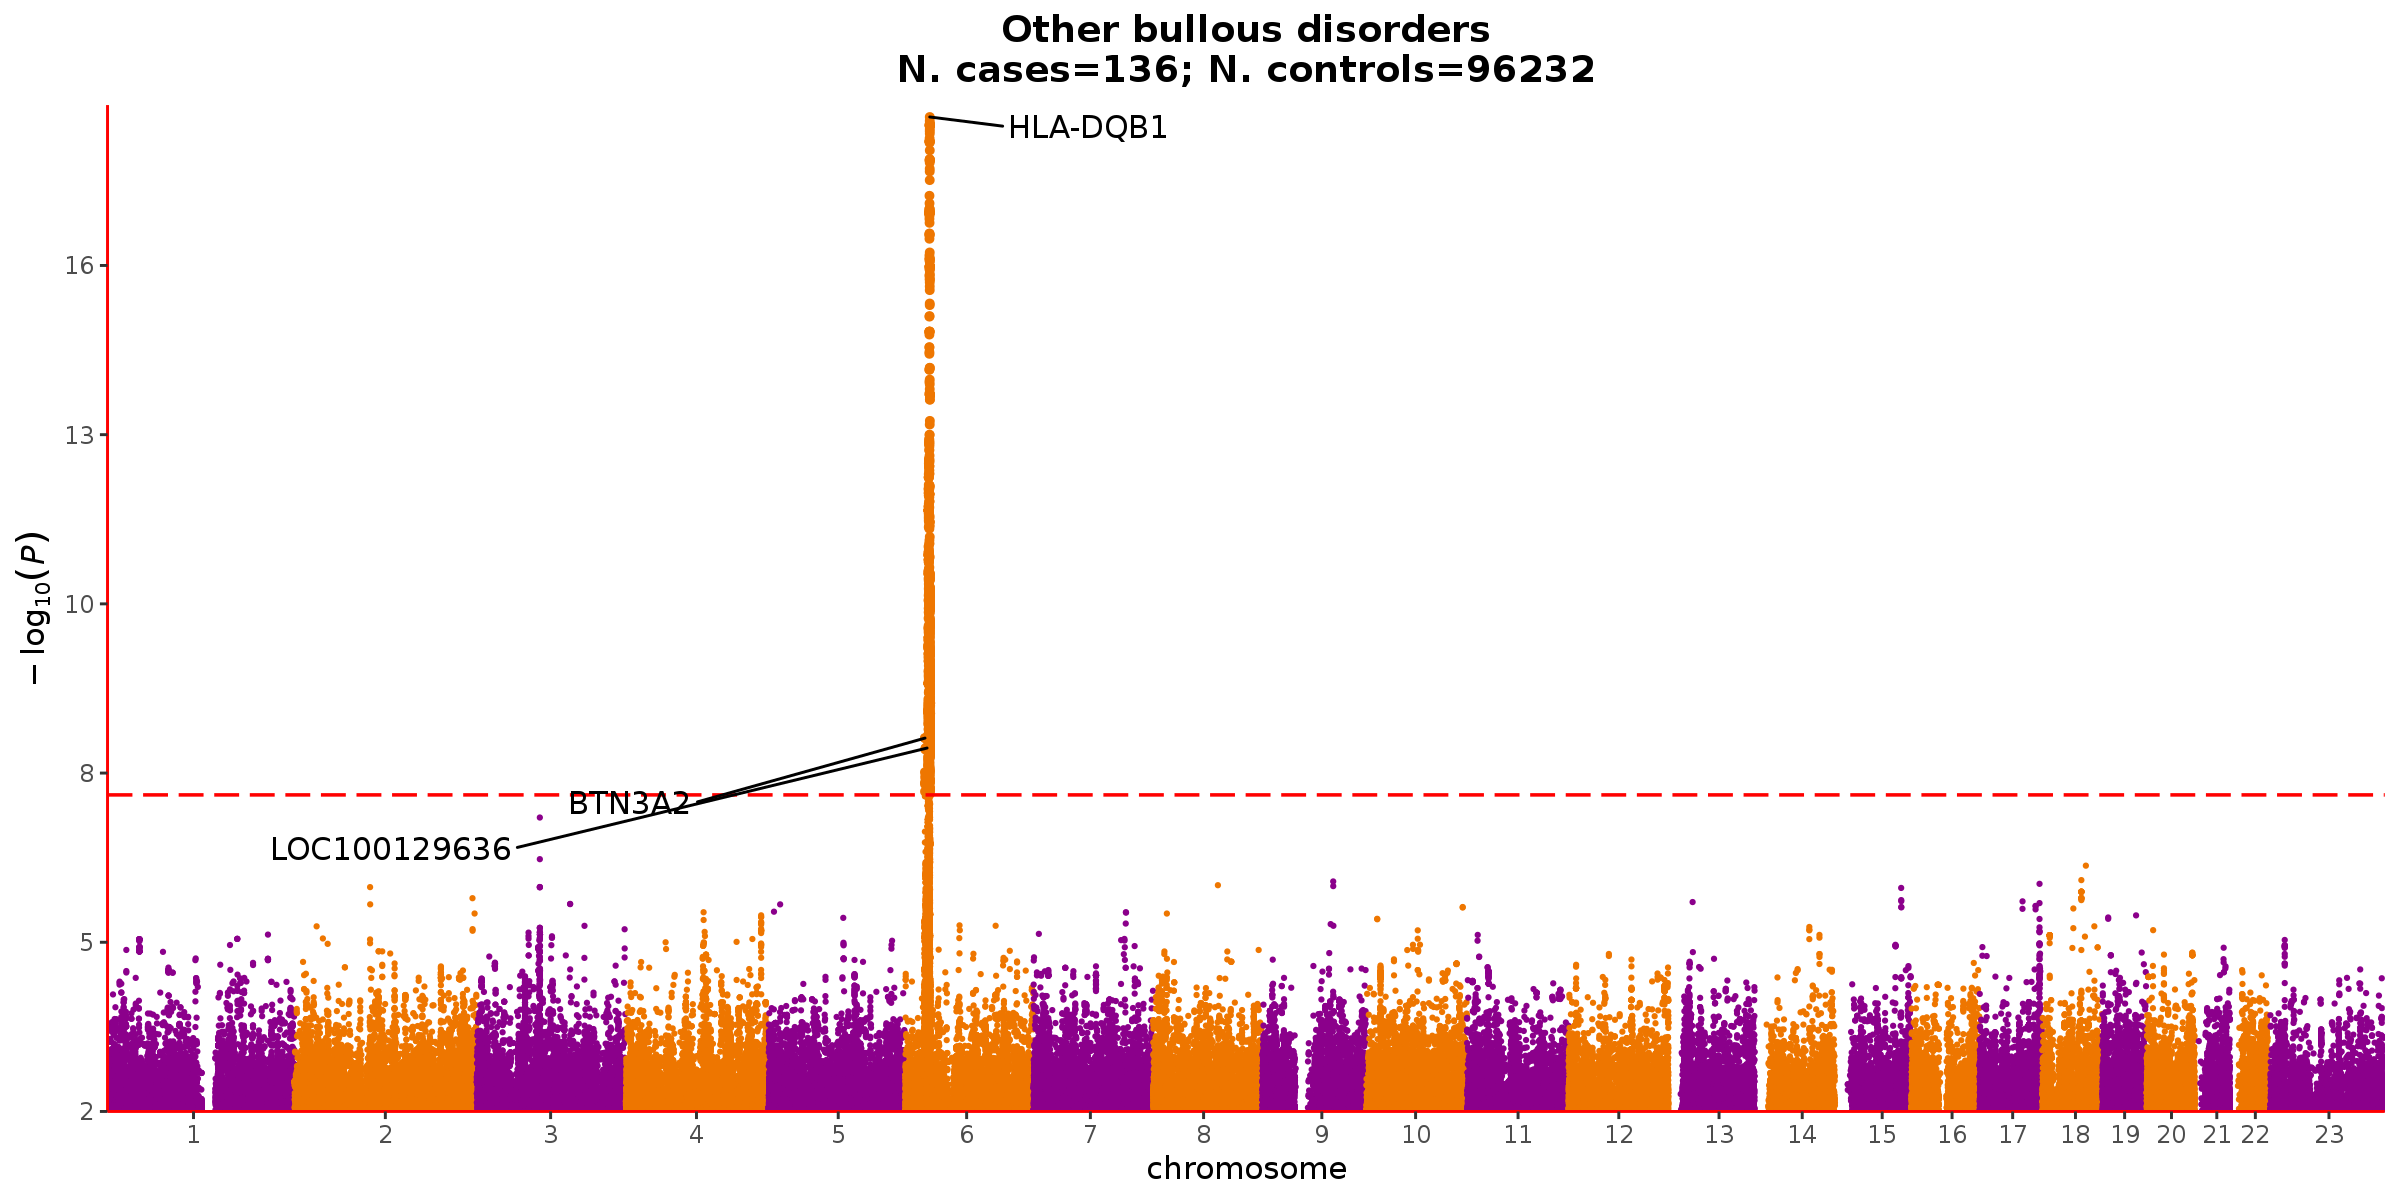 Other bullous disorders
N. cases=136; N. controls=96232
HLA-DQB1
BTN3A2
LOC100129636
16
13
10
8
5
2
−log10(P)
1 2 3 4 5 6 7 8 9 10 11 12 13 14 15 16 17 18 19 20 21 22 23
chromosome